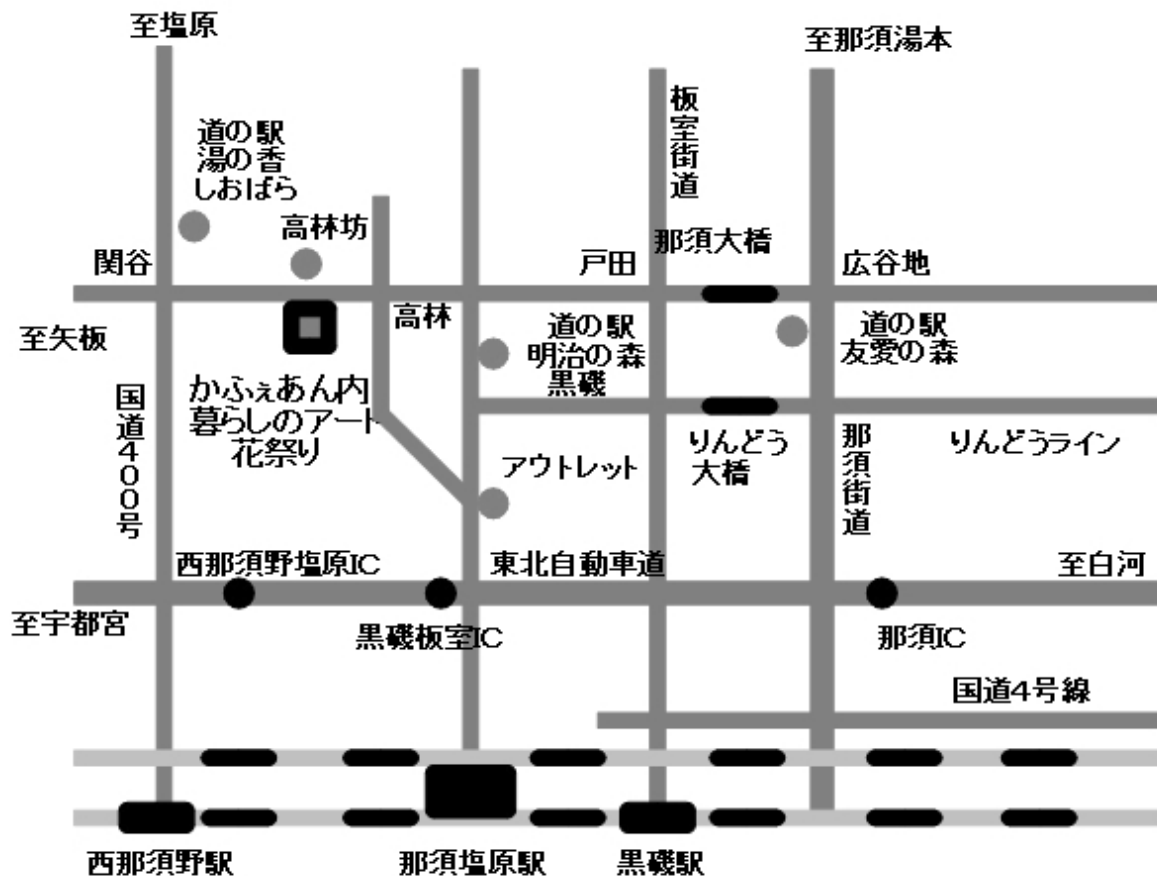 至塩原
至那須湯本
板室街道
道の駅
湯の香
しおばら
高林坊
那須大橋
関谷
戸田
広谷地
至矢板
高林
道の駅
明治の森
黒磯
道の駅
友愛の森
国道400号
かふぇあん内
暮らしのアート
花祭り
アウトレット
りんどう
大橋
那須街道
りんどうライン
西那須野塩原IC
東北自動車道
至白河
至宇都宮
黒磯板室IC
那須IC
国道4号線
西那須野駅
那須塩原駅
黒磯駅